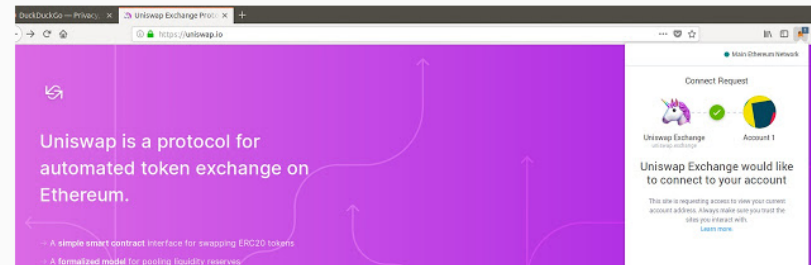 DuckDuckGo — Privacy,
Uniswap Exchange Proto
https://uniswap.io
Main Ethereum Network
Connect Request
Uniswap Exchange
uniswap.exchange
Account 1
Uniswap Exchange would like
to connect to your account
This site is requesting access to view your current
account address. Always make sure you trust the
sites you interact with.
Learn more.
Uniswap is a protocol for
automated token exchange on
Ethereum.
→ A simple smart contract interface for swapping ERC20 tokens
→ A formalized model for pooling liquidity reserves